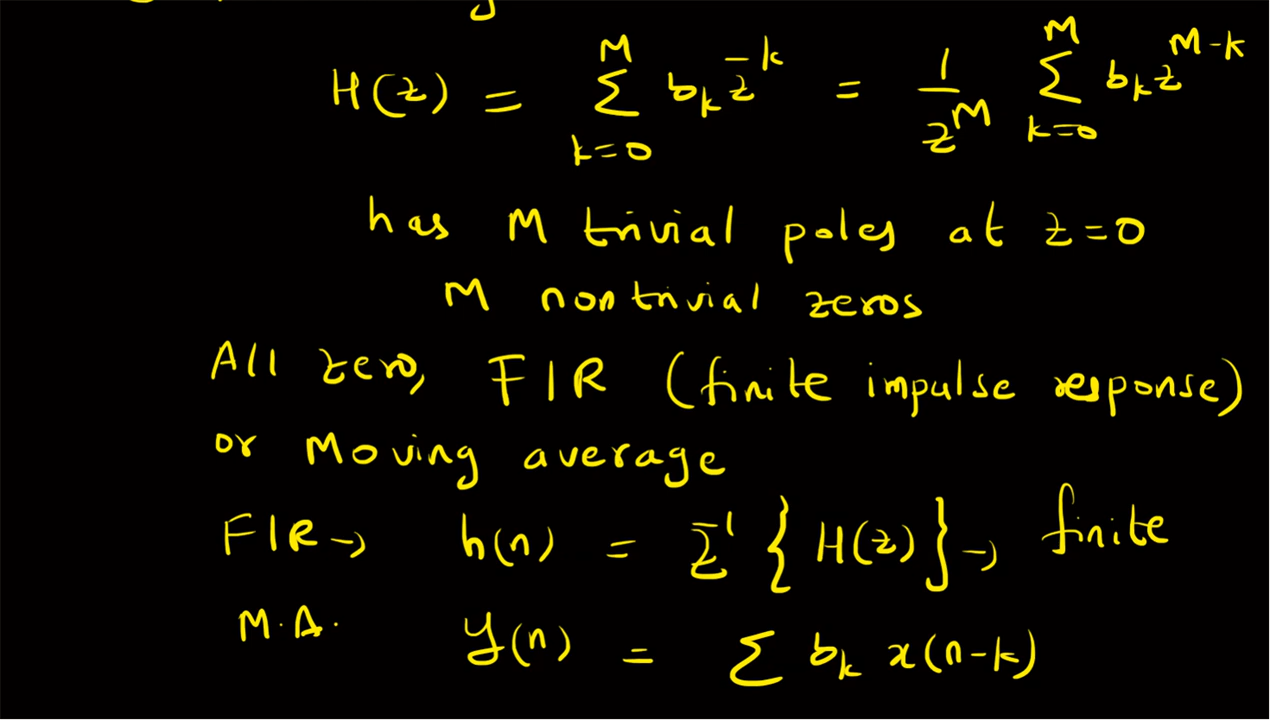 H(z) = Σ_{k=0}^{M} b_k z^{-k} = 1/z^M Σ_{k=0}^{M} b_k z^{M-k}
has M trivial poles at z=0
M nontrivial zeros
All zero, FIR (finite impulse response)
or Moving average
FIR → h(n) = Z^{-1} { H(z) } → finite
M.A. y(n) = Σ b_k x(n-k)